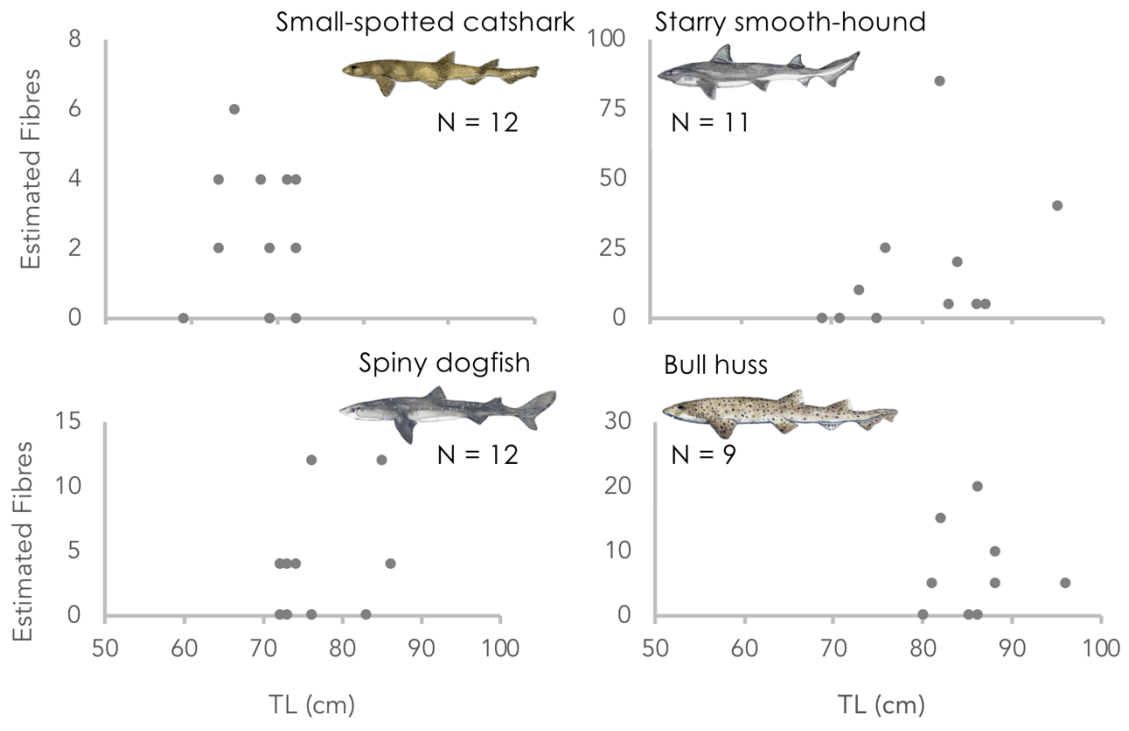 Small-spotted catshark
N = 12
Estimated Fibres
8
6
4
2
0
Starry smooth-hound
N = 11
100
75
50
25
0
Spiny dogfish
N = 12
Estimated Fibres
15
10
5
0
50 60 70 80 90 100
TL (cm)
Bull huss
N = 9
30
20
10
0
50 60 70 80 90 100
TL (cm)